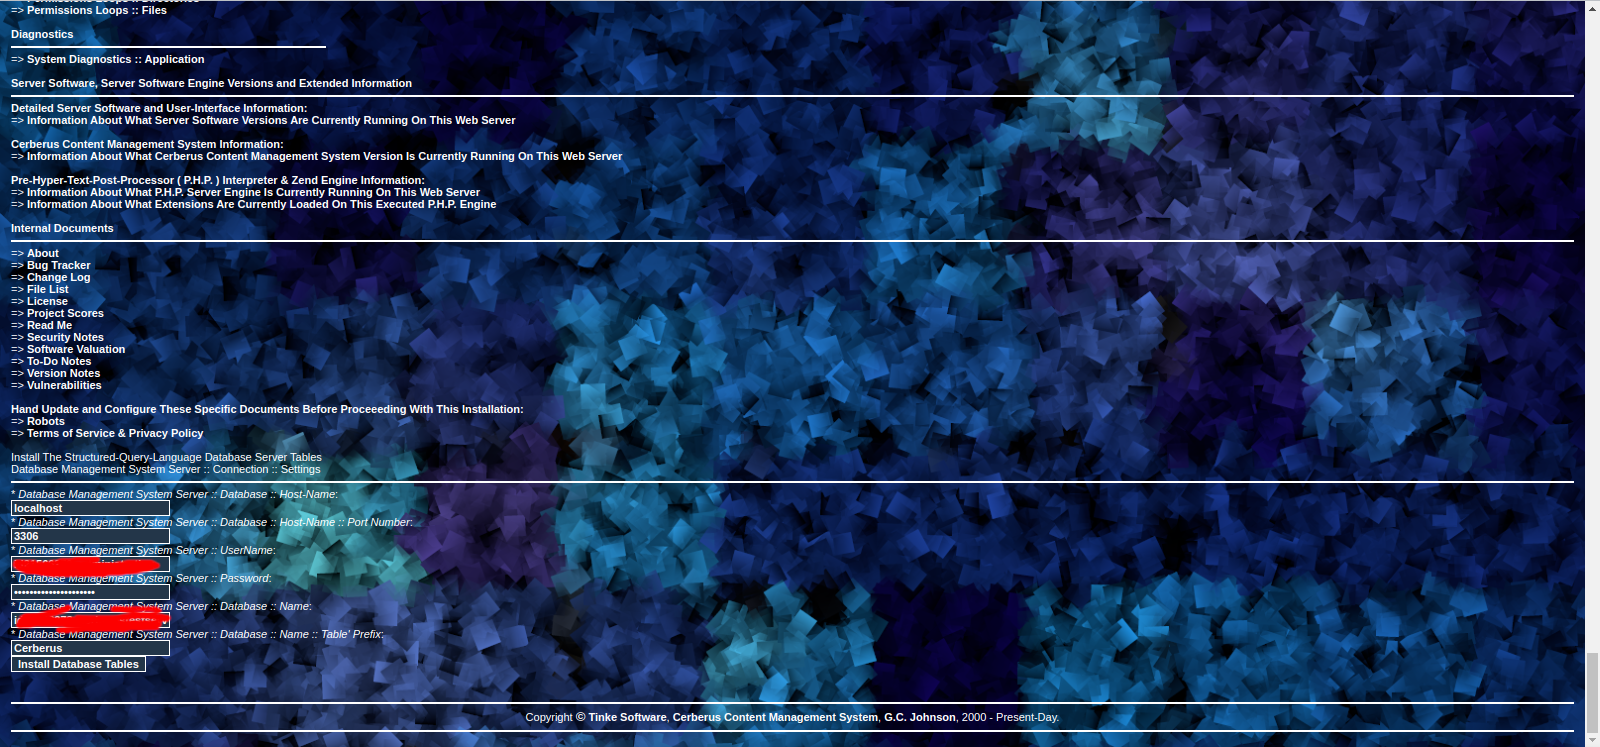 => Permissions Loops :: Files
Diagnostics
=> System Diagnostics :: Application
Server Software, Server Software Engine Versions and Extended Information
Detailed Server Software and User-Interface Information:
=> Information About What Server Software Versions Are Currently Running On This Web Server
Cerberus Content Management System Information:
=> Information About What Cerberus Content Management System Version Is Currently Running On This Web Server
Pre-Hyper-Text-Post-Processor ( P.H.P. ) Interpreter & Zend Engine Information:
=> Information About What P.H.P. Server Engine Is Currently Running On This Web Server
=> Information About What Extensions Are Currently Loaded On This Executed P.H.P. Engine
Internal Documents
=> About
=> Bug Tracker
=> Change Log
=> File List
=> License
=> Project Scores
=> Read Me
=> Security Notes
=> Software Valuation
=> To-Do Notes
=> Version Notes
=> Vulnerabilities
Hand Update and Configure These Specific Documents Before Proceeeding With This Installation:
=> Robots
=> Terms of Service & Privacy Policy
Install The Structured-Query-Language Database Server Tables
Database Management System Server :: Connection :: Settings
* Database Management System Server :: Database :: Host-Name:
localhost
* Database Management System Server :: Database :: Host-Name :: Port Number:
3306
* Database Management System Server :: UserName:
* Database Management System Server :: Password:
•••••••••••••••••••••
* Database Management System Server :: Database :: Name:
* Database Management System Server :: Database :: Name :: Table' Prefix:
Cerberus
Install Database Tables
Copyright © Tinke Software, Cerberus Content Management System, G.C. Johnson, 2000 - Present-Day.